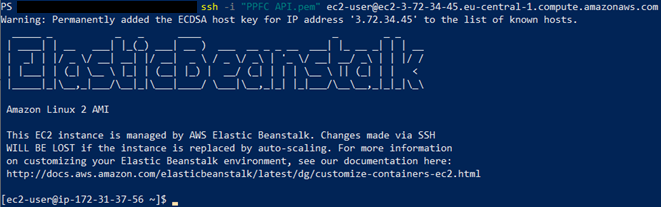 PS ssh -i "PPFC API.pem" ec2-user@ec2-3-72-34-45.eu-central-1.compute.amazonaws.com
Warning: Permanently added the ECDSA host key for IP address '3.72.34.45' to the list of known hosts.
ElasticBeanstalk
Amazon Linux 2 AMI
This EC2 instance is managed by AWS Elastic Beanstalk. Changes made via SSH
WILL BE LOST if the instance is replaced by auto-scaling. For more information
on customizing your Elastic Beanstalk environment, see our documentation here:
http://docs.aws.amazon.com/elasticbeanstalk/latest/dg/customize-containers-ec2.html
[ec2-user@ip-172-31-37-56 ~]$